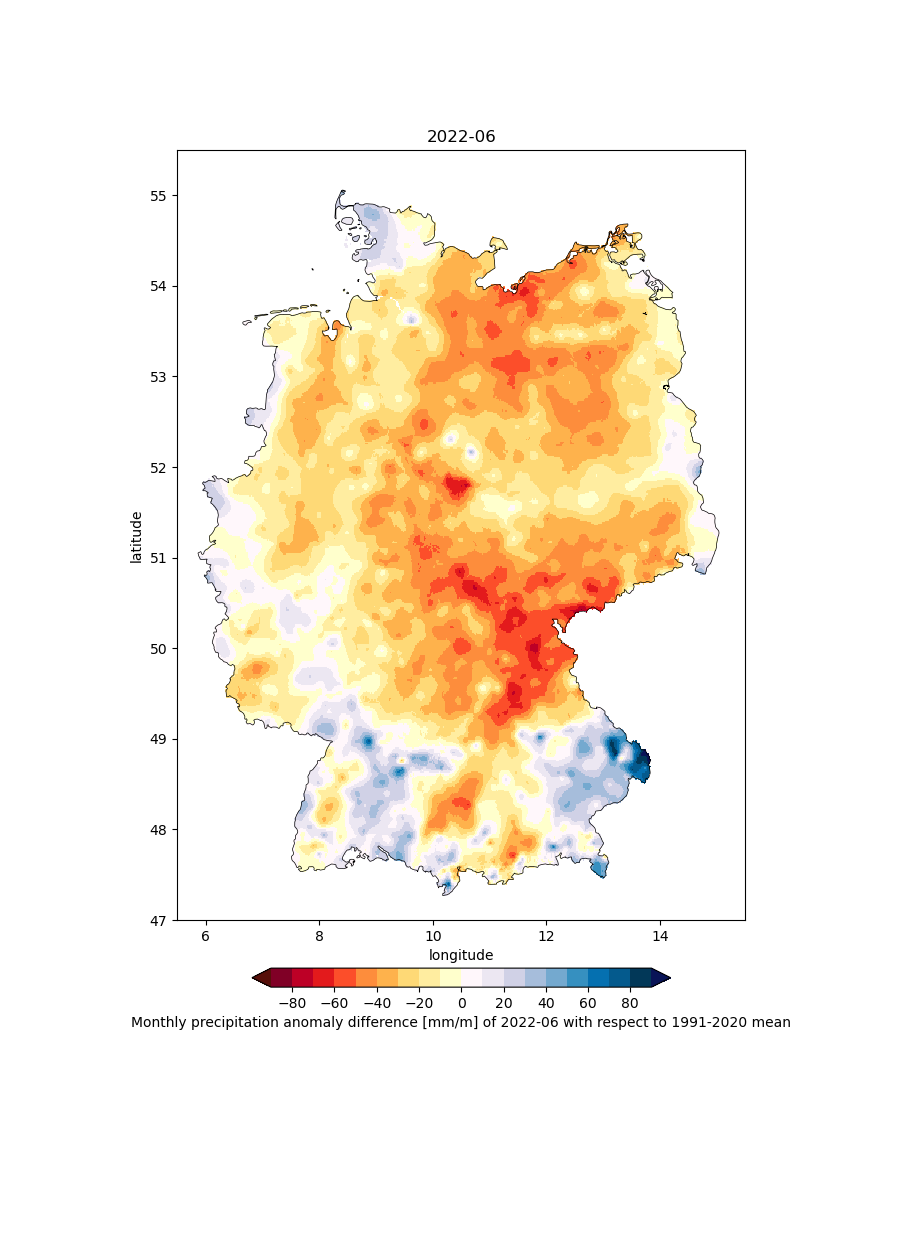 2022-06
55
54
53
52
51
50
49
48
47
latitude
6 8 10 12 14
longitude
−80 −60 −40 −20 0 20 40 60 80
Monthly precipitation anomaly difference [mm/m] of 2022-06 with respect to 1991-2020 mean